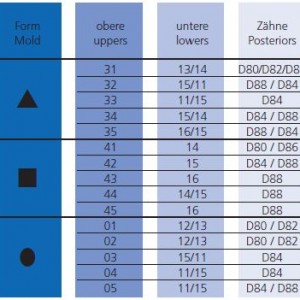 Form obere untere Zähne
Mold uppers lowers Posteriors
31 13/14 D80/D82/D8
32 15/11 D88 / D84
33 11/15 D84
34 15/14 D84 / D88
35 16/15 D84 / D88
41 14 D80 / D86
42 15 D84 / D88
43 16 D88
44 14/15 D88
45 16 D88
01 12/13 D80 / D82
02 12/13 D80 / D82
03 15/11 D84
04 11/15 D84
05 11/15 D84 / D88